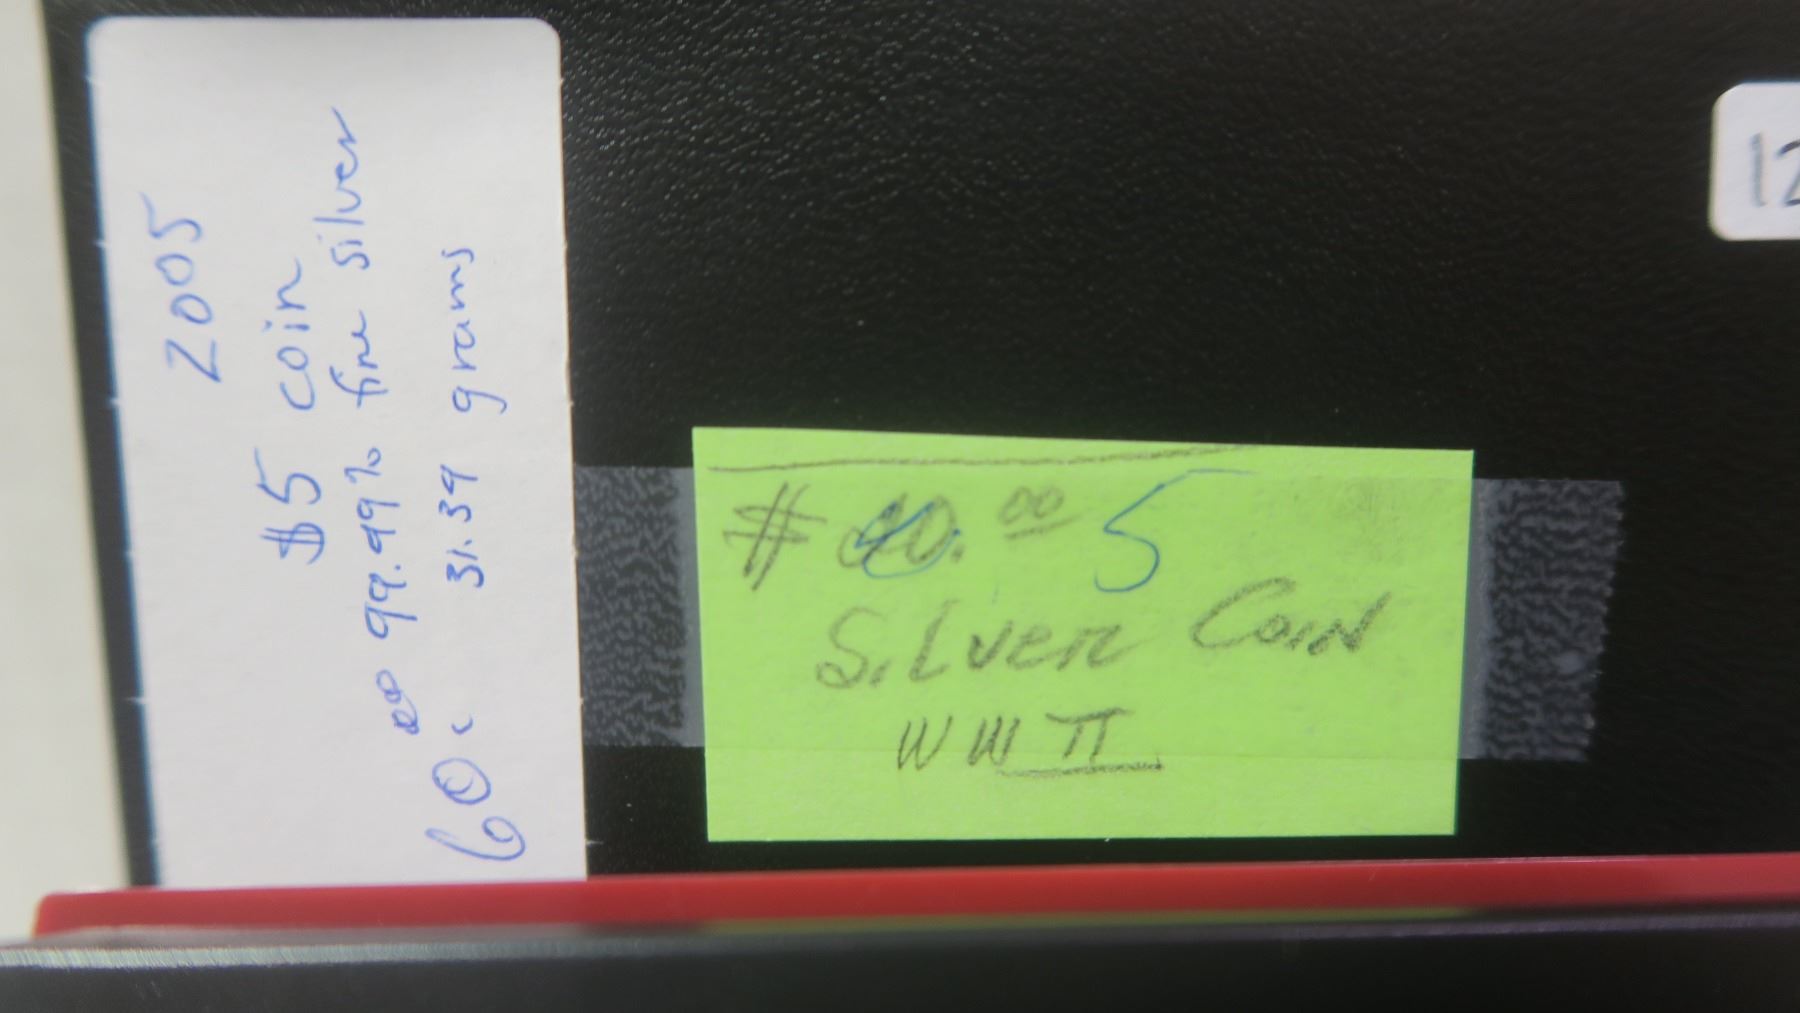 2005
$5 coin
99.99% fine silver
31.39 grams
60.00
$ 40.00 5
Silver Coin
WW II
12